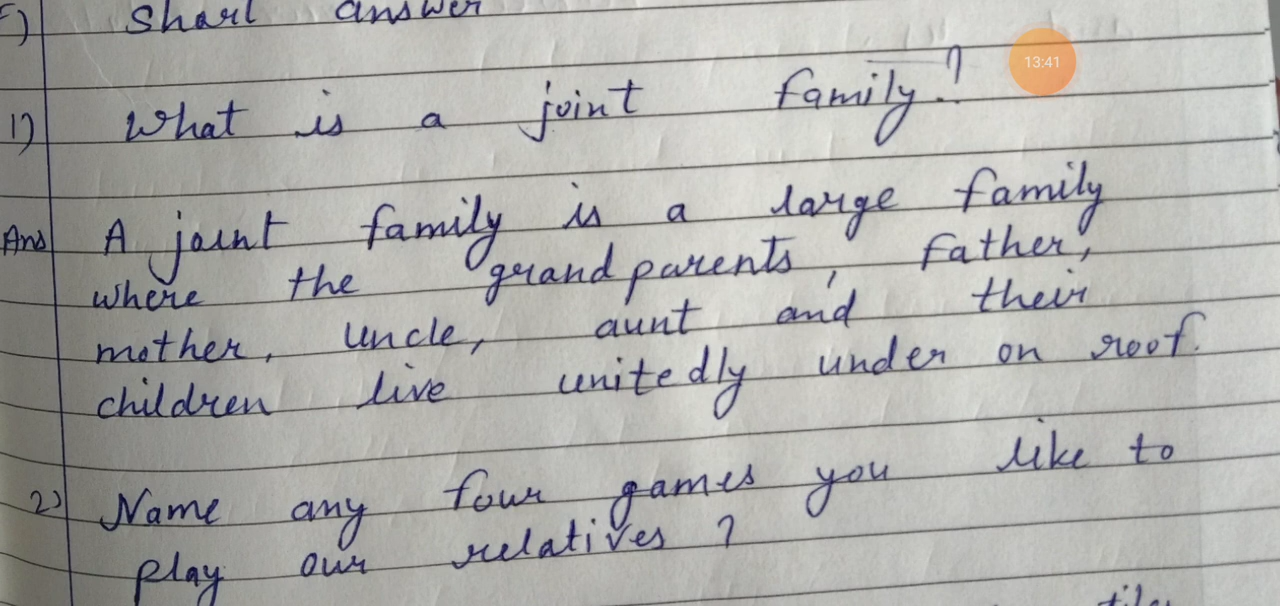 Short answer
13:41
1) What is a joint family?
Ans A joint family is a large family
where the grandparents, father,
mother, uncle, aunt and their
children live unitedly under on roof.
2) Name any four games you like to
play our relatives?